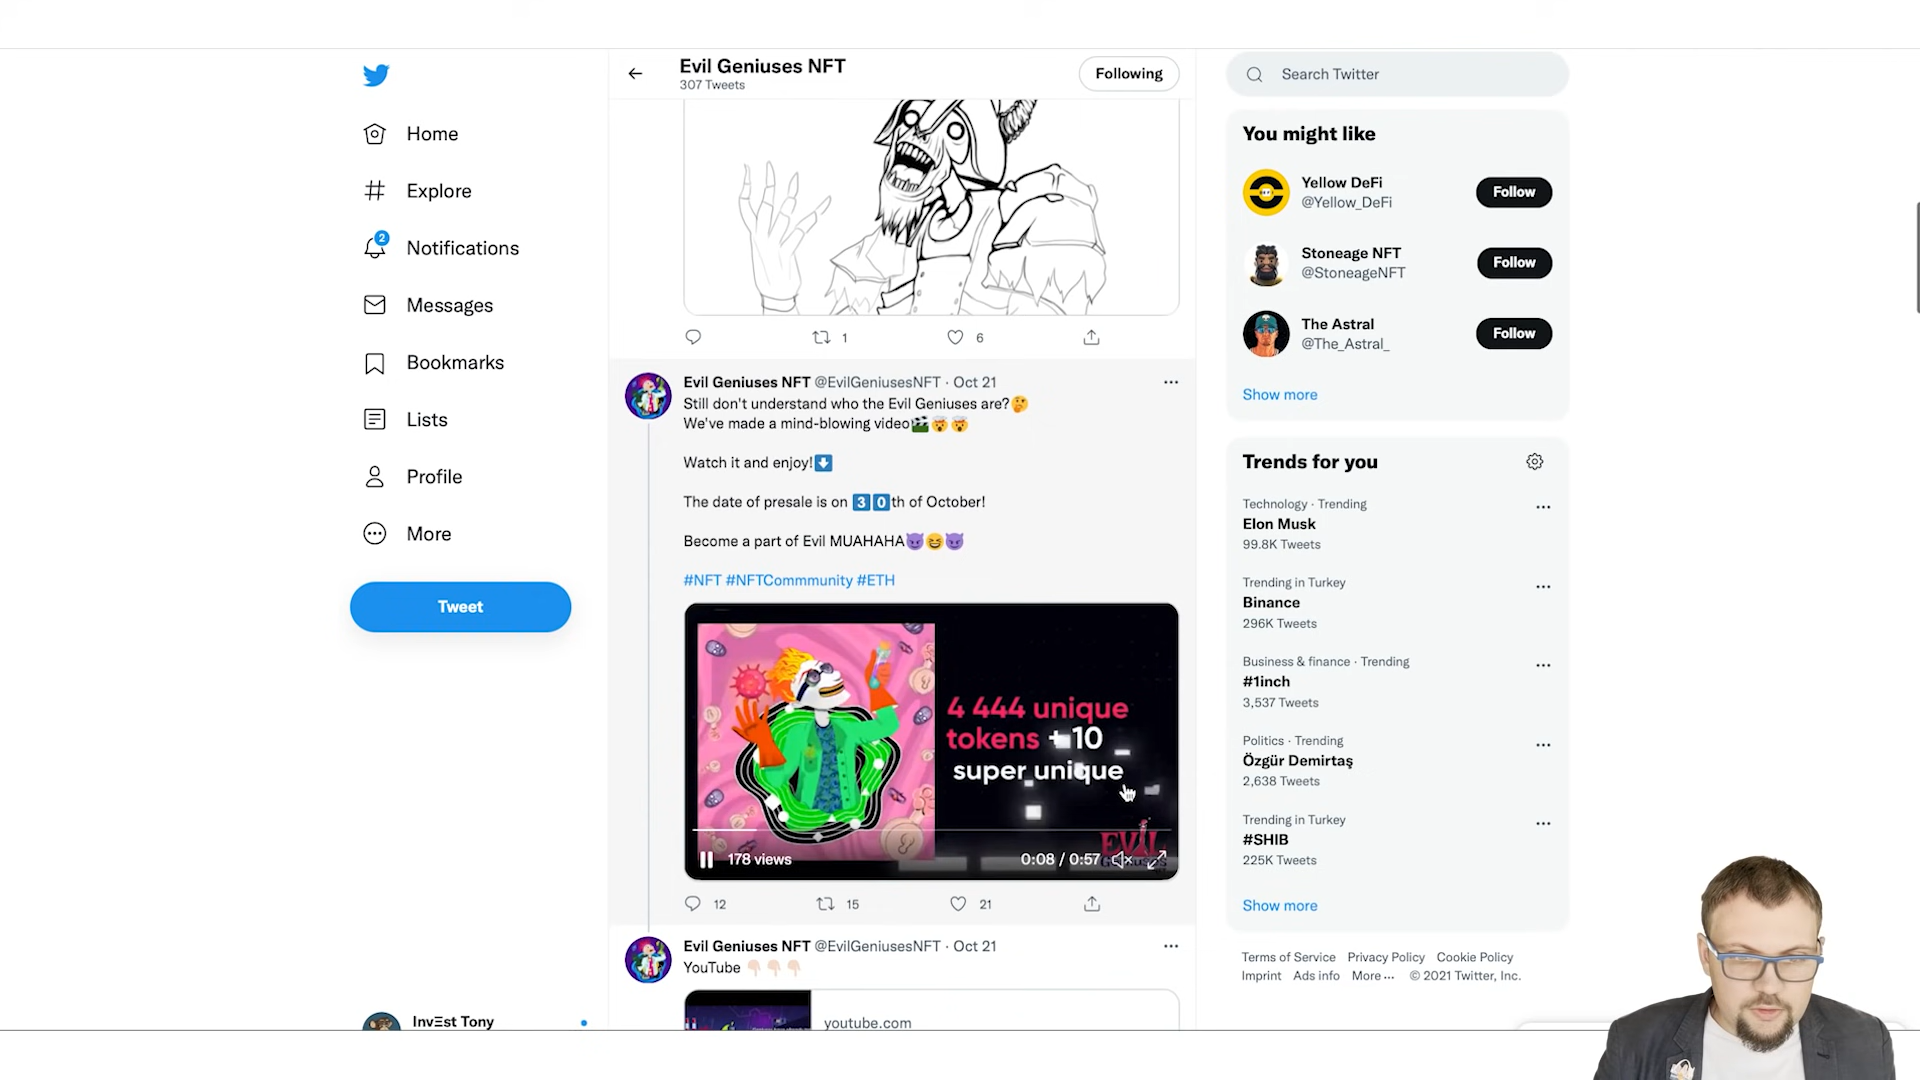 Evil Geniuses NFT
307 Tweets
Following
Search Twitter
Home
Explore
2
Notifications
Messages
Bookmarks
Lists
Profile
More
Tweet
InvΞst Tony
1
6
Evil Geniuses NFT @EvilGeniusesNFT · Oct 21
Still don't understand who the Evil Geniuses are?🤔
We've made a mind-blowing video🎬🤯🤯
Watch it and enjoy!⬇️
The date of presale is on 3️⃣0️⃣th of October!
Become a part of Evil MUAHAHA😈😆😈
#NFT #NFTCommmunity #ETH
4 444 unique
tokens + 10
super unique
EVIL
Geniuses
178 views
0:08 / 0:57
12
15
21
Evil Geniuses NFT @EvilGeniusesNFT · Oct 21
YouTube 👇🏻👇🏻👇🏻
youtube.com
You might like
Yellow DeFi
@Yellow_DeFi
Follow
Stoneage NFT
@StoneageNFT
Follow
The Astral
@The_Astral_
Follow
Show more
Trends for you
Technology · Trending
Elon Musk
99.8K Tweets
Trending in Turkey
Binance
296K Tweets
Business & finance · Trending
#1inch
3,537 Tweets
Politics · Trending
Özgür Demirtaş
2,638 Tweets
Trending in Turkey
#SHIB
225K Tweets
Show more
Terms of Service Privacy Policy Cookie Policy
Imprint Ads info More ··· © 2021 Twitter, Inc.